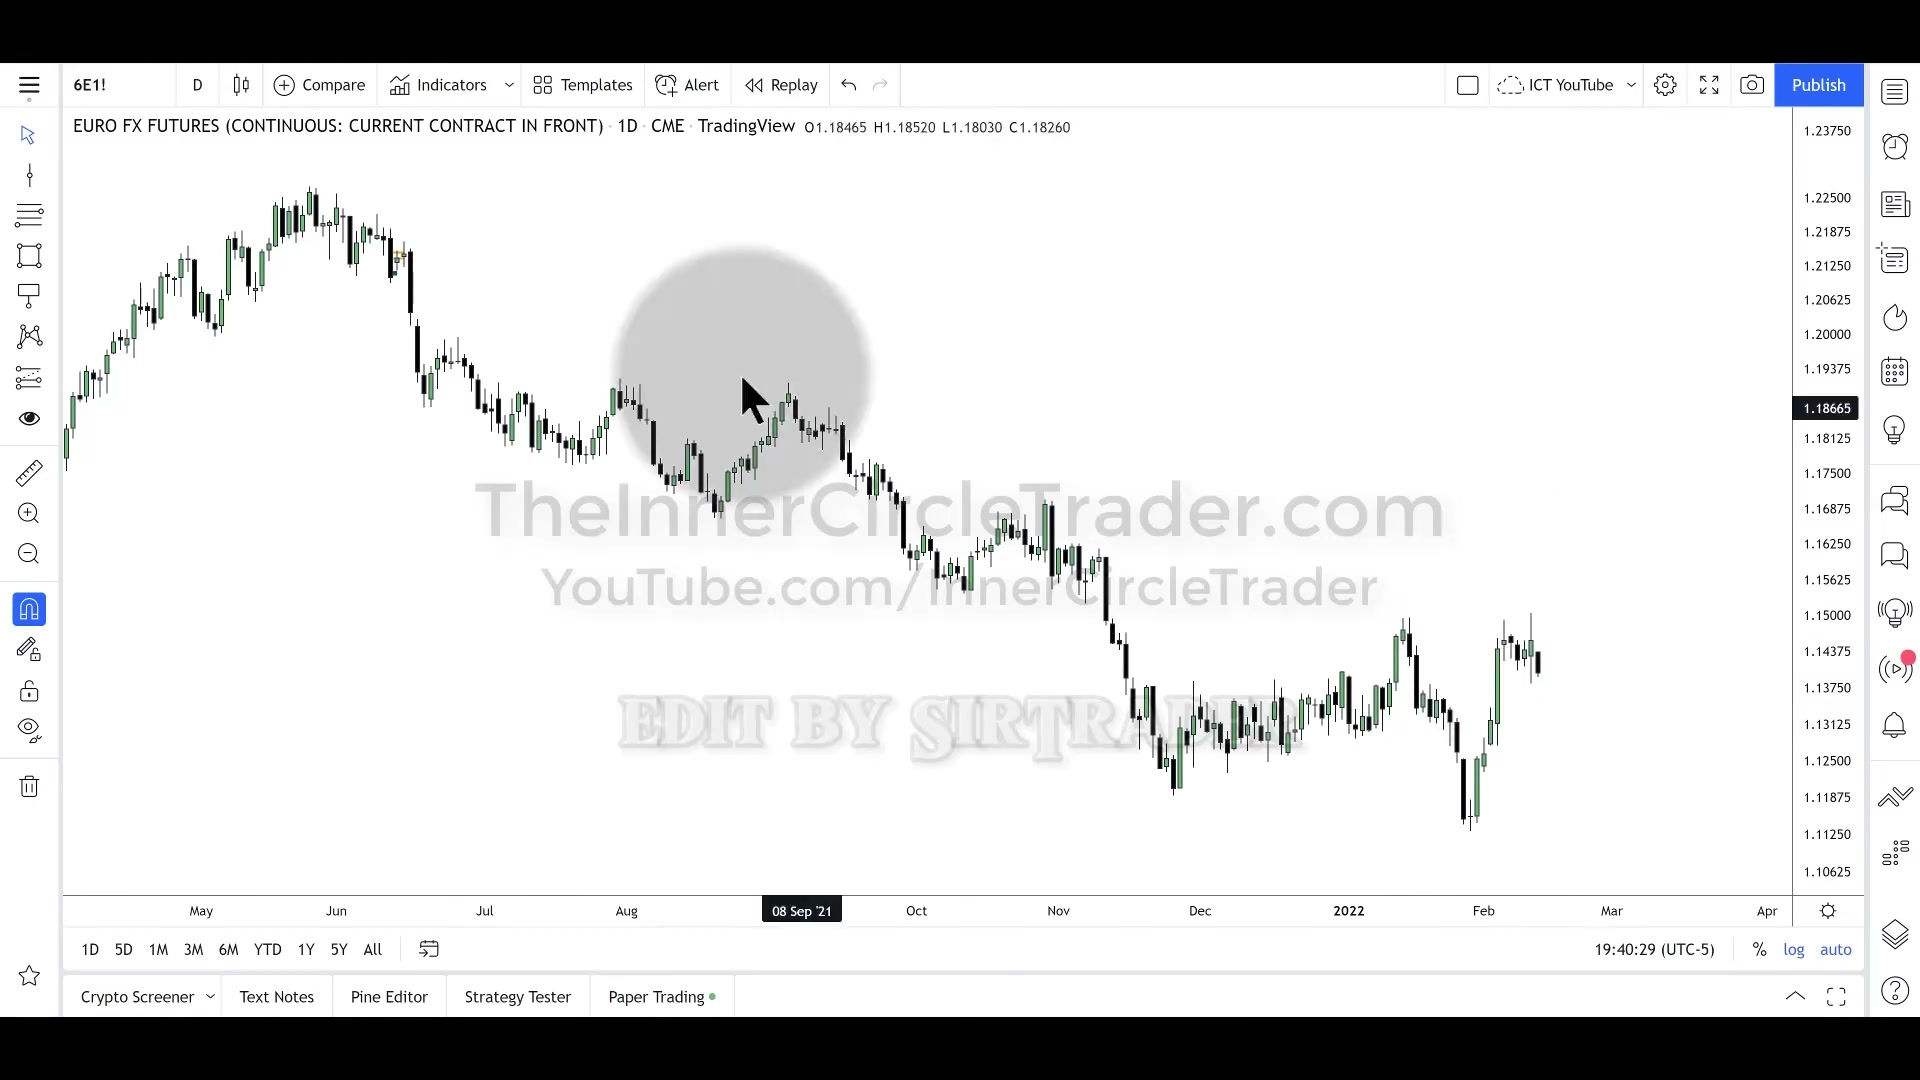 6E1! D Compare Indicators Templates Alert Replay ICT YouTube Publish
EURO FX FUTURES (CONTINUOUS: CURRENT CONTRACT IN FRONT) · 1D · CME · TradingView O1.18465 H1.18520 L1.18030 C1.18260
1.23750
1.22500
1.21875
1.21250
1.20625
1.20000
1.19375
1.18665
1.18125
1.17500
1.16875
1.16250
1.15625
1.15000
1.14375
1.13750
1.13125
1.12500
1.11875
1.11250
1.10625
TheInnerCircleTrader.com
YouTube.com/InnerCircleTrader
EDIT BY SIRTRADER
May Jun Jul Aug 08 Sep '21 Oct Nov Dec 2022 Feb Mar Apr
1D 5D 1M 3M 6M YTD 1Y 5Y All 19:40:29 (UTC-5) % log auto
Crypto Screener Text Notes Pine Editor Strategy Tester Paper Trading